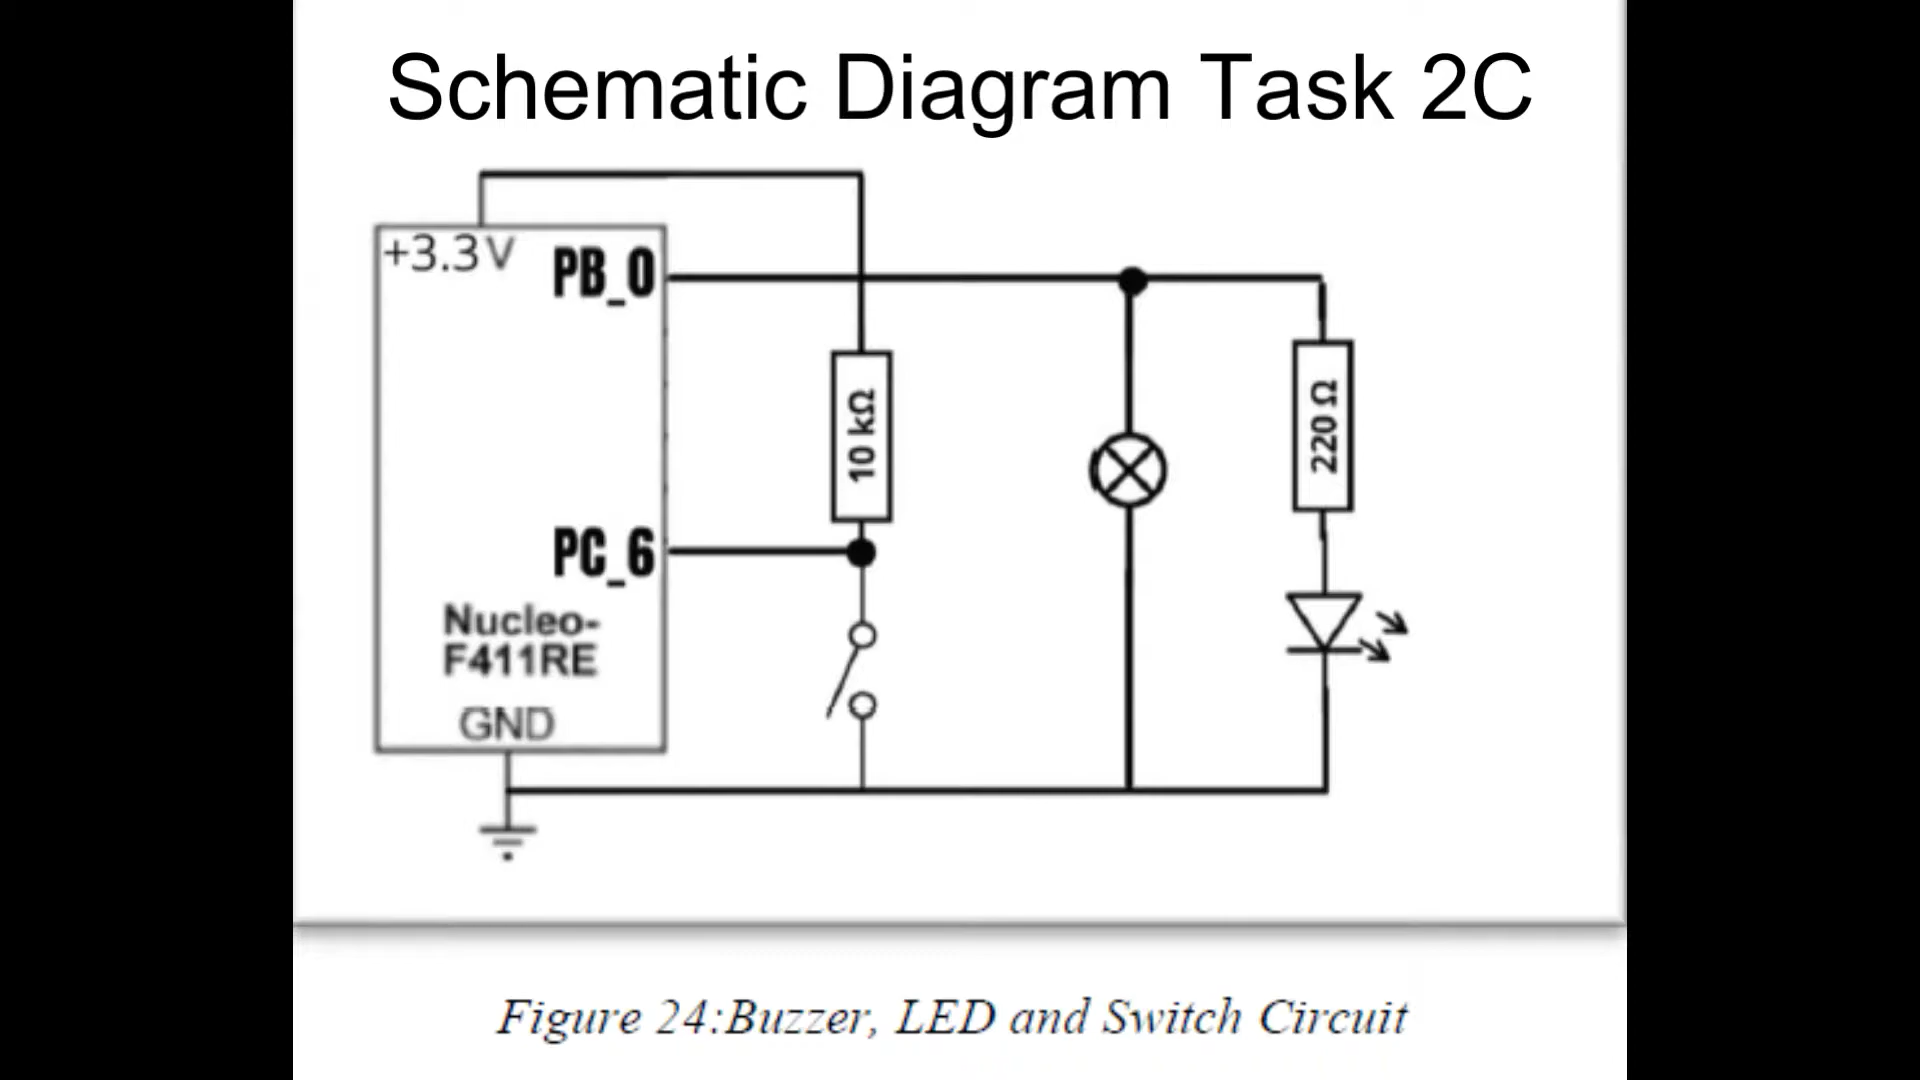 Schematic Diagram Task 2C
+3.3V
PB_0
10 kΩ
220 Ω
PC_6
Nucleo-
F411RE
GND
Figure 24:Buzzer, LED and Switch Circuit